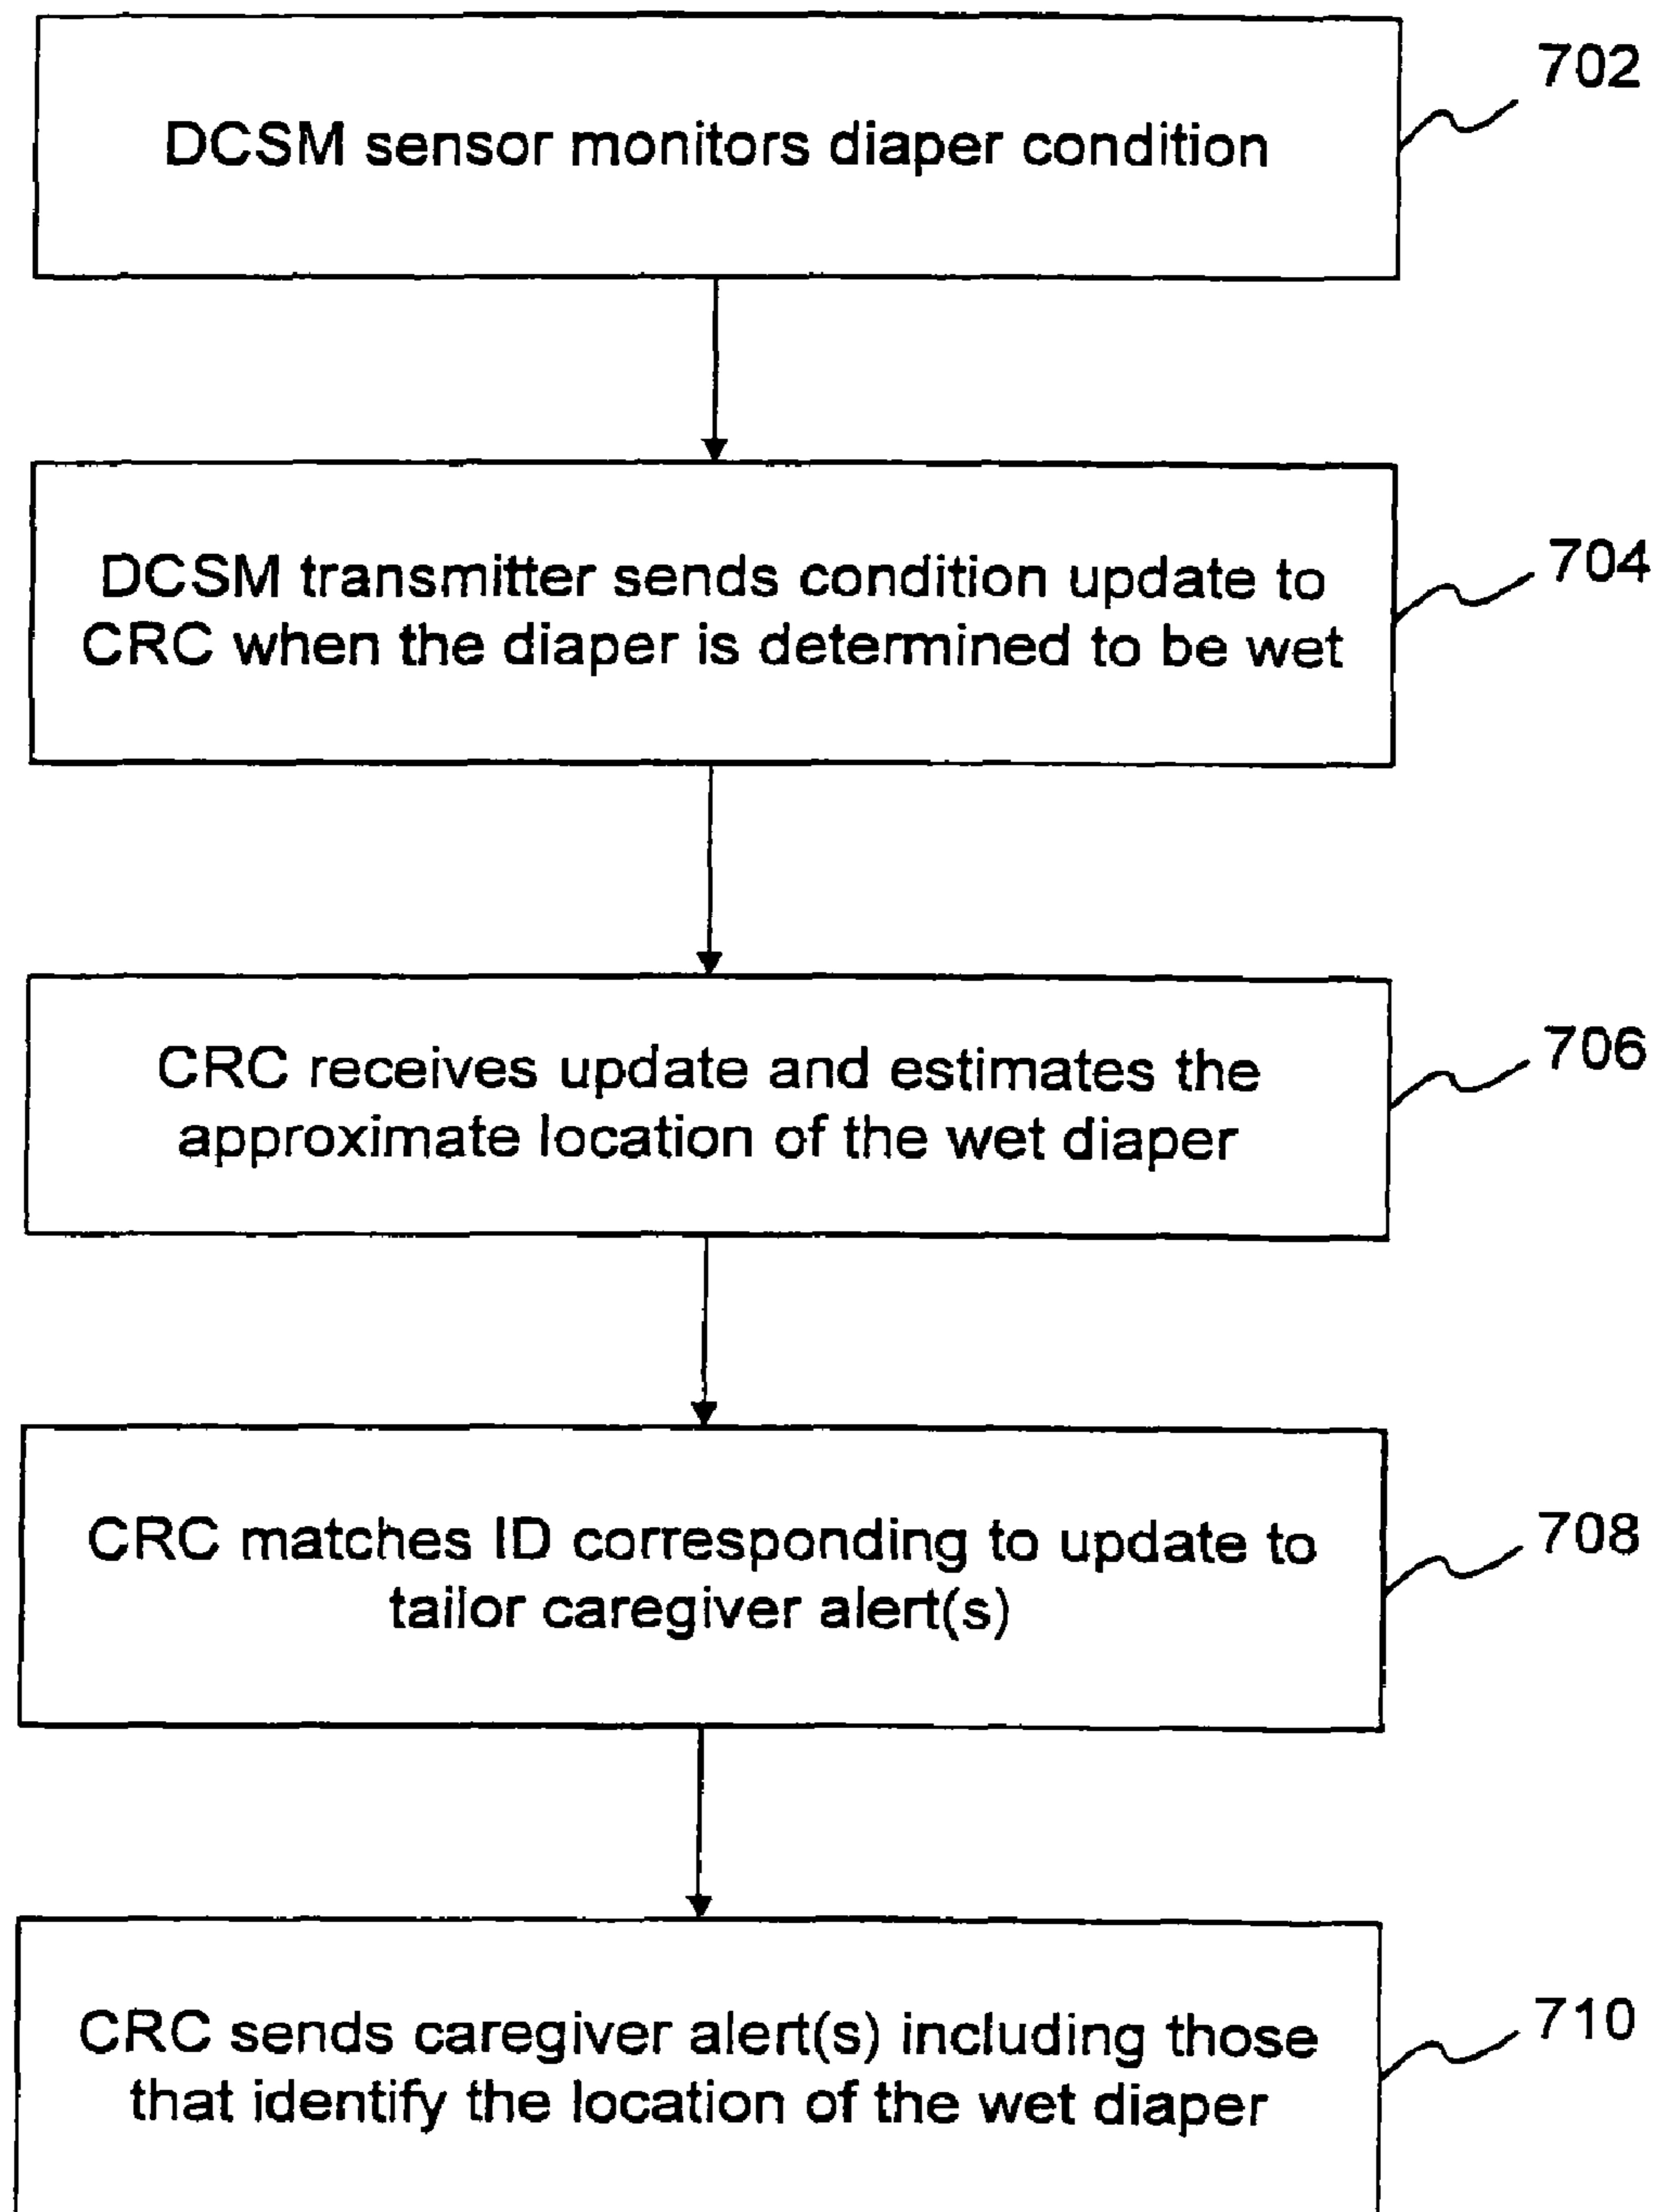 702
DCSM sensor monitors diaper condition
704
DCSM transmitter sends condition update to
CRC when the diaper is determined to be wet
706
CRC receives update and estimates the
approximate location of the wet diaper
708
CRC matches ID corresponding to update to
tailor caregiver alert(s)
710
CRC sends caregiver alert(s) including those
that identify the location of the wet diaper